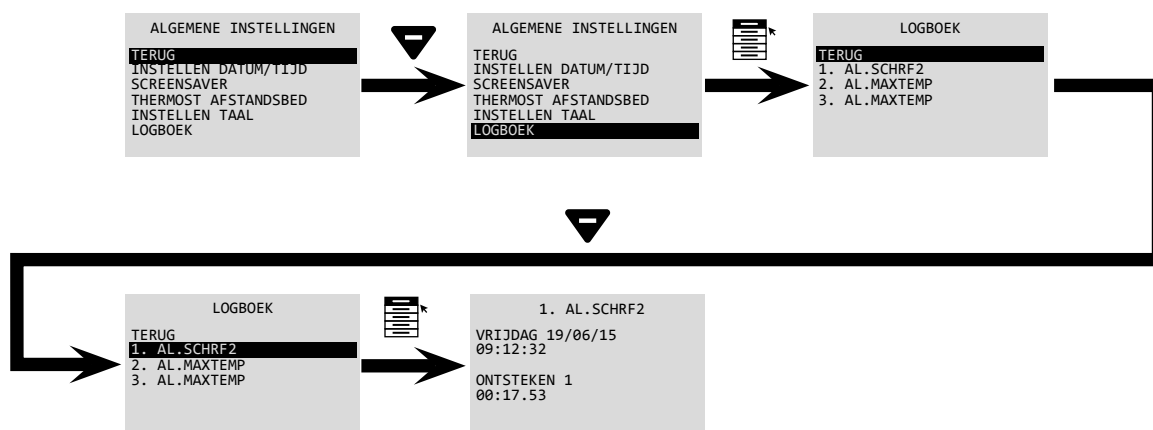 ALGEMENE INSTELLINGEN
TERUG
INSTELLEN DATUM/TIJD
SCREENSAVER
THERMOST AFSTANDSBED
INSTELLEN TAAL
LOGBOEK
ALGEMENE INSTELLINGEN
TERUG
INSTELLEN DATUM/TIJD
SCREENSAVER
THERMOST AFSTANDSBED
INSTELLEN TAAL
LOGBOEK
LOGBOEK
TERUG
1. AL.SCHRF2
2. AL.MAXTEMP
3. AL.MAXTEMP
LOGBOEK
TERUG
1. AL.SCHRF2
2. AL.MAXTEMP
3. AL.MAXTEMP
1. AL.SCHRF2
VRIJDAG 19/06/15
09:12:32
ONTSTEKEN 1
00:17.53